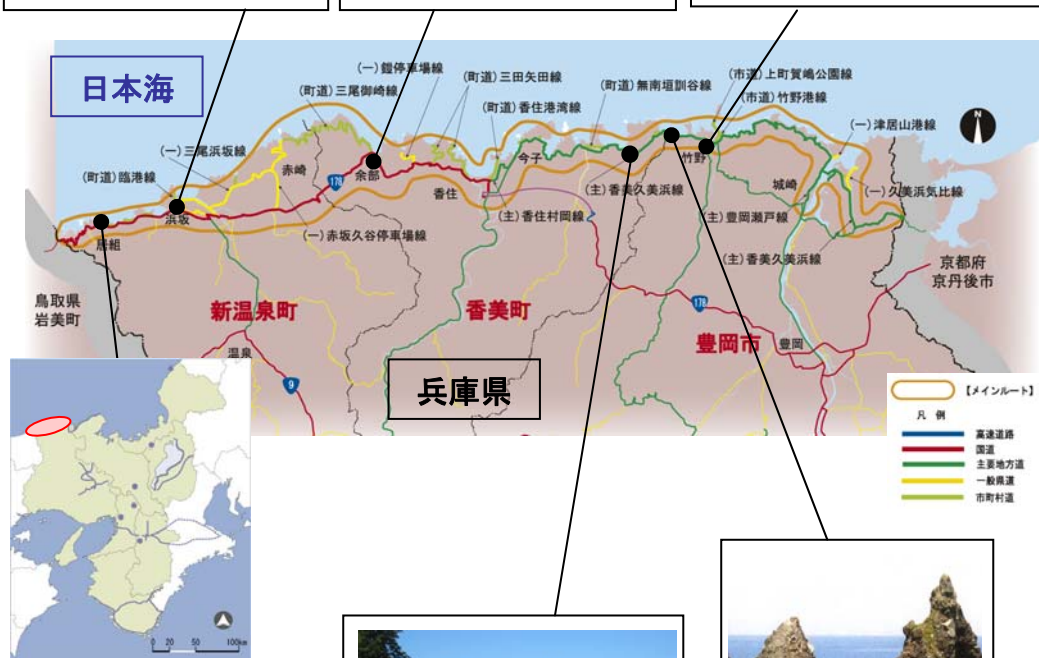 日本海
(一)鎧停車場線
(町道)三尾御崎線
(町道)三田矢田線
(町道)香住港湾線
(町道)無南垣訓谷線
(市道)上町賀嶋公園線
(市道)竹野港線
(一)津居山港線
(一)三尾浜坂線
(町道)臨港線
赤崎
178
余部
今子
竹野
城崎
香住
浜坂
居組
(主)香美久美浜線
(一)久美浜気比線
(主)香住村岡線
(主)豊岡瀬戸線
(一)赤坂久谷停車場線
(主)香美久美浜線
京都府
京丹後市
鳥取県
岩美町
新温泉町
香美町
178
豊岡市
豊岡
温泉
9
兵庫県
【メインルート】
凡 例
高速道路
国道
主要地方道
一般県道
市町村道
0 20 50 100km